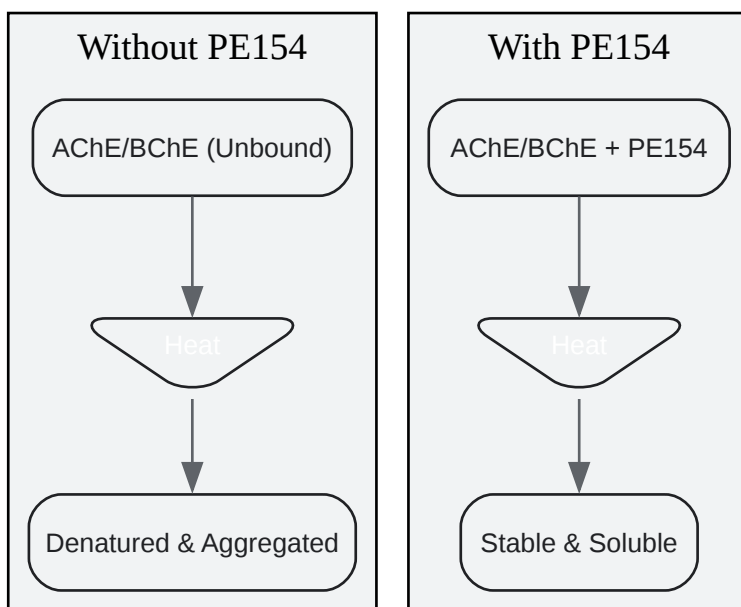 Without PE154
AChE/BChE (Unbound)
Heat
Denatured & Aggregated
With PE154
AChE/BChE + PE154
Heat
Stable & Soluble